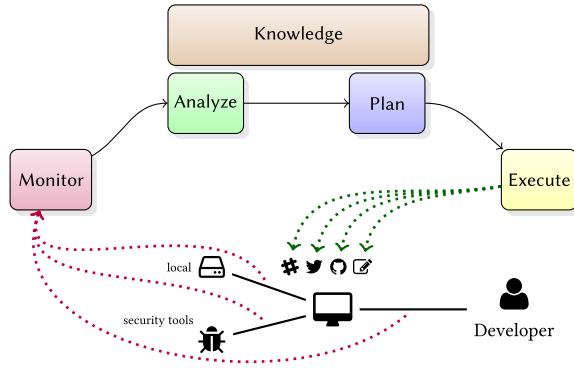 Knowledge
Analyze
Plan
Monitor
Execute
local
security tools
Developer